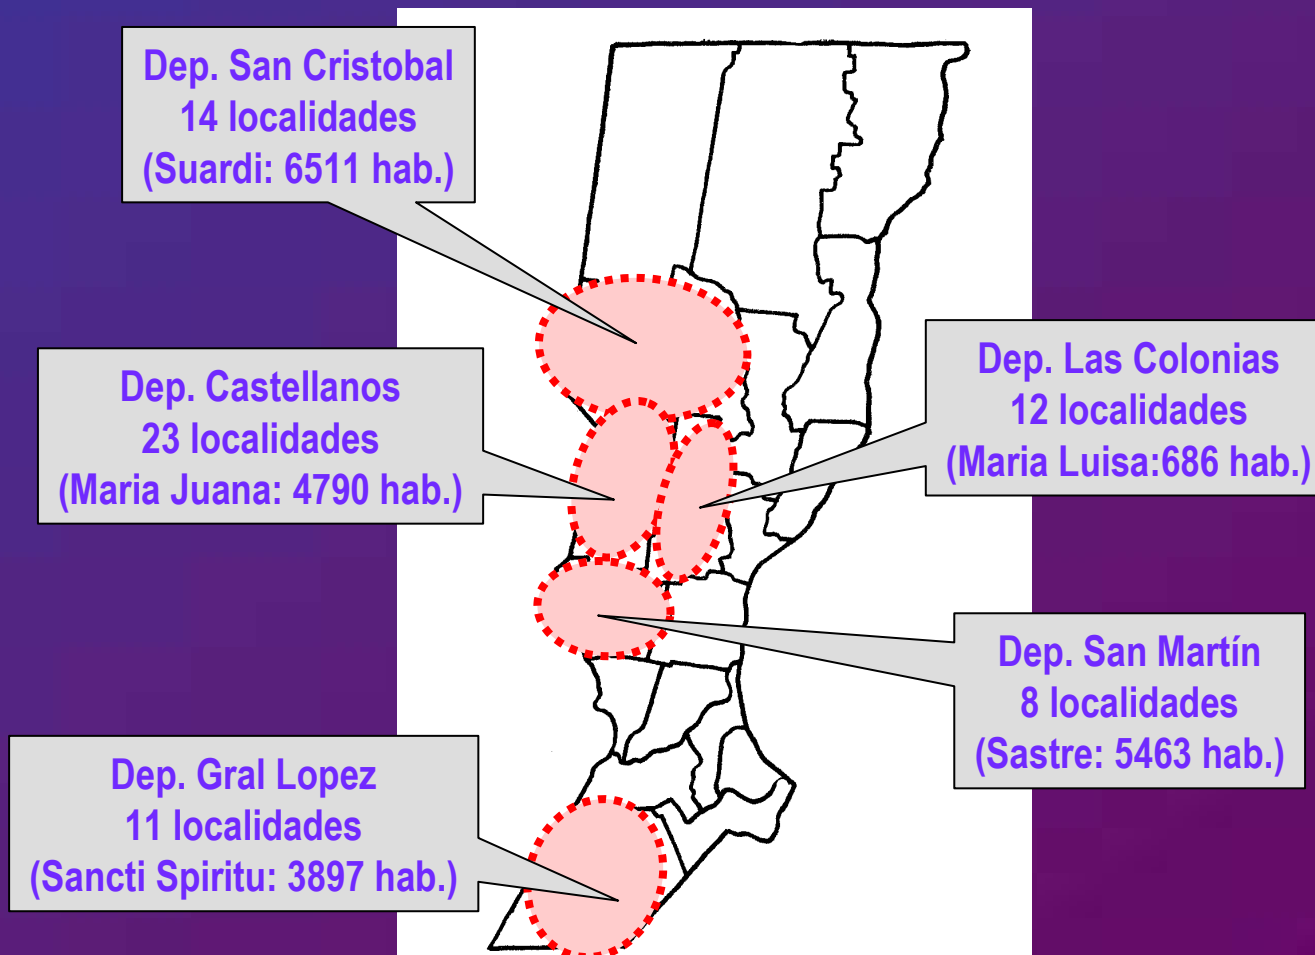 Dep. San Cristobal
14 localidades
(Suardi: 6511 hab.)
Dep. Castellanos
23 localidades
(Maria Juana: 4790 hab.)
Dep. Las Colonias
12 localidades
(Maria Luisa:686 hab.)
Dep. San Martín
8 localidades
(Sastre: 5463 hab.)
Dep. Gral Lopez
11 localidades
(Sancti Spiritu: 3897 hab.)